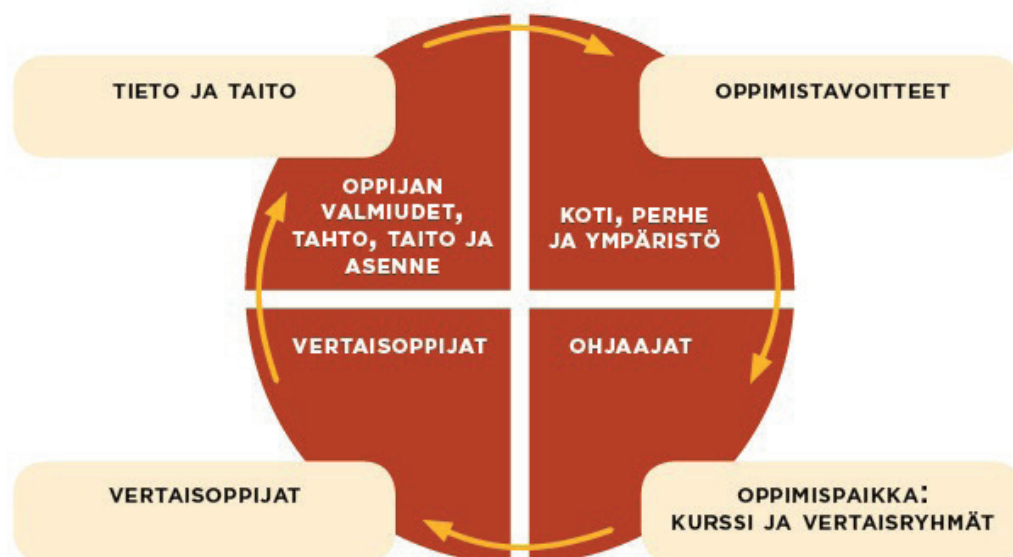 TIETO JA TAITO
OPPIMISTAVOITTEET
OPPIJAN
VALMIUDET,
TAHTO, TAITO JA
ASENNE
KOTI, PERHE
JA YMPÄRISTÖ
VERTAISOPPIJAT
OHJAAJAT
VERTAISOPPIJAT
OPPIMISPAIKKA:
KURSSI JA VERTAISRYHMÄT